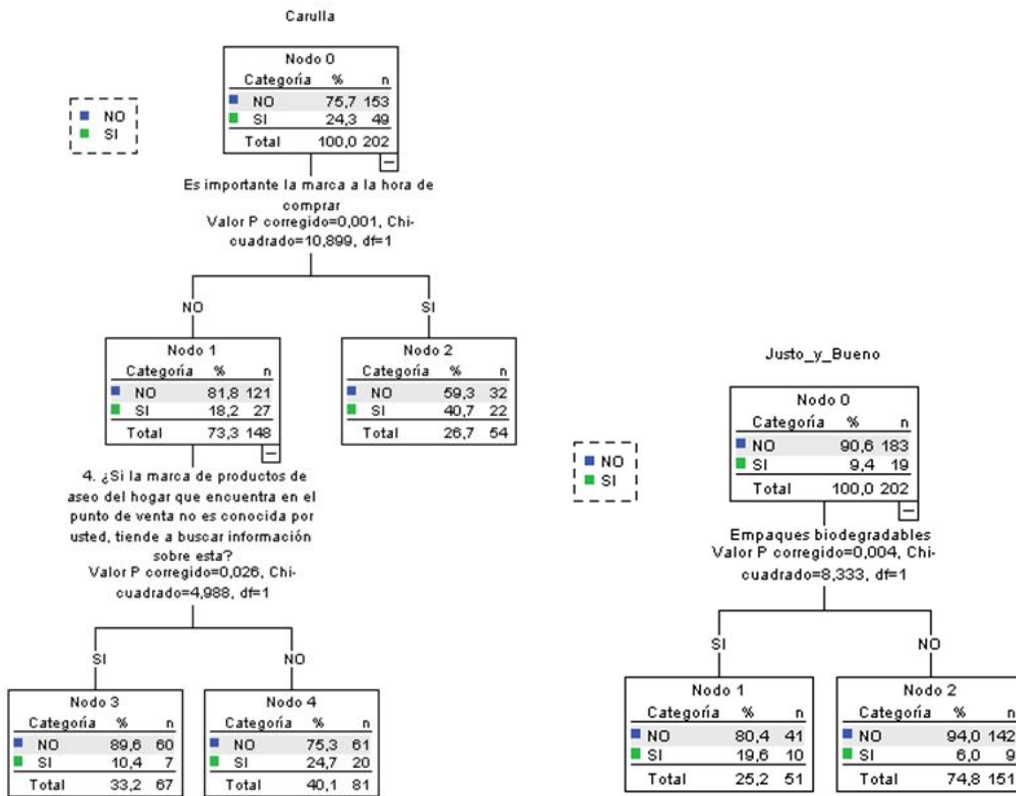 Carulla
NO
SI
Nodo 0
Categoría % n
NO 75,7 153
SI 24,3 49
Total 100,0 202
Es importante la marca a la hora de
comprar
Valor P corregido=0,001, Chi-
cuadrado=10,899, df=1
NO
SI
Nodo 1
Categoría % n
NO 81,8 121
SI 18,2 27
Total 73,3 148
Nodo 2
Categoría % n
NO 59,3 32
SI 40,7 22
Total 26,7 54
4. ¿Si la marca de productos de
aseo del hogar que encuentra en el
punto de venta no es conocida por
usted, tiende a buscar información
sobre esta?
Valor P corregido=0,026, Chi-
cuadrado=4,988, df=1
SI
NO
Nodo 3
Categoría % n
NO 89,6 60
SI 10,4 7
Total 33,2 67
Nodo 4
Categoría % n
NO 75,3 61
SI 24,7 20
Total 40,1 81
Justo_y_Bueno
NO
SI
Nodo 0
Categoría % n
NO 90,6 183
SI 9,4 19
Total 100,0 202
Empaques biodegradables
Valor P corregido=0,004, Chi-
cuadrado=8,333, df=1
SI
NO
Nodo 1
Categoría % n
NO 80,4 41
SI 19,6 10
Total 25,2 51
Nodo 2
Categoría % n
NO 94,0 142
SI 6,0 9
Total 74,8 151